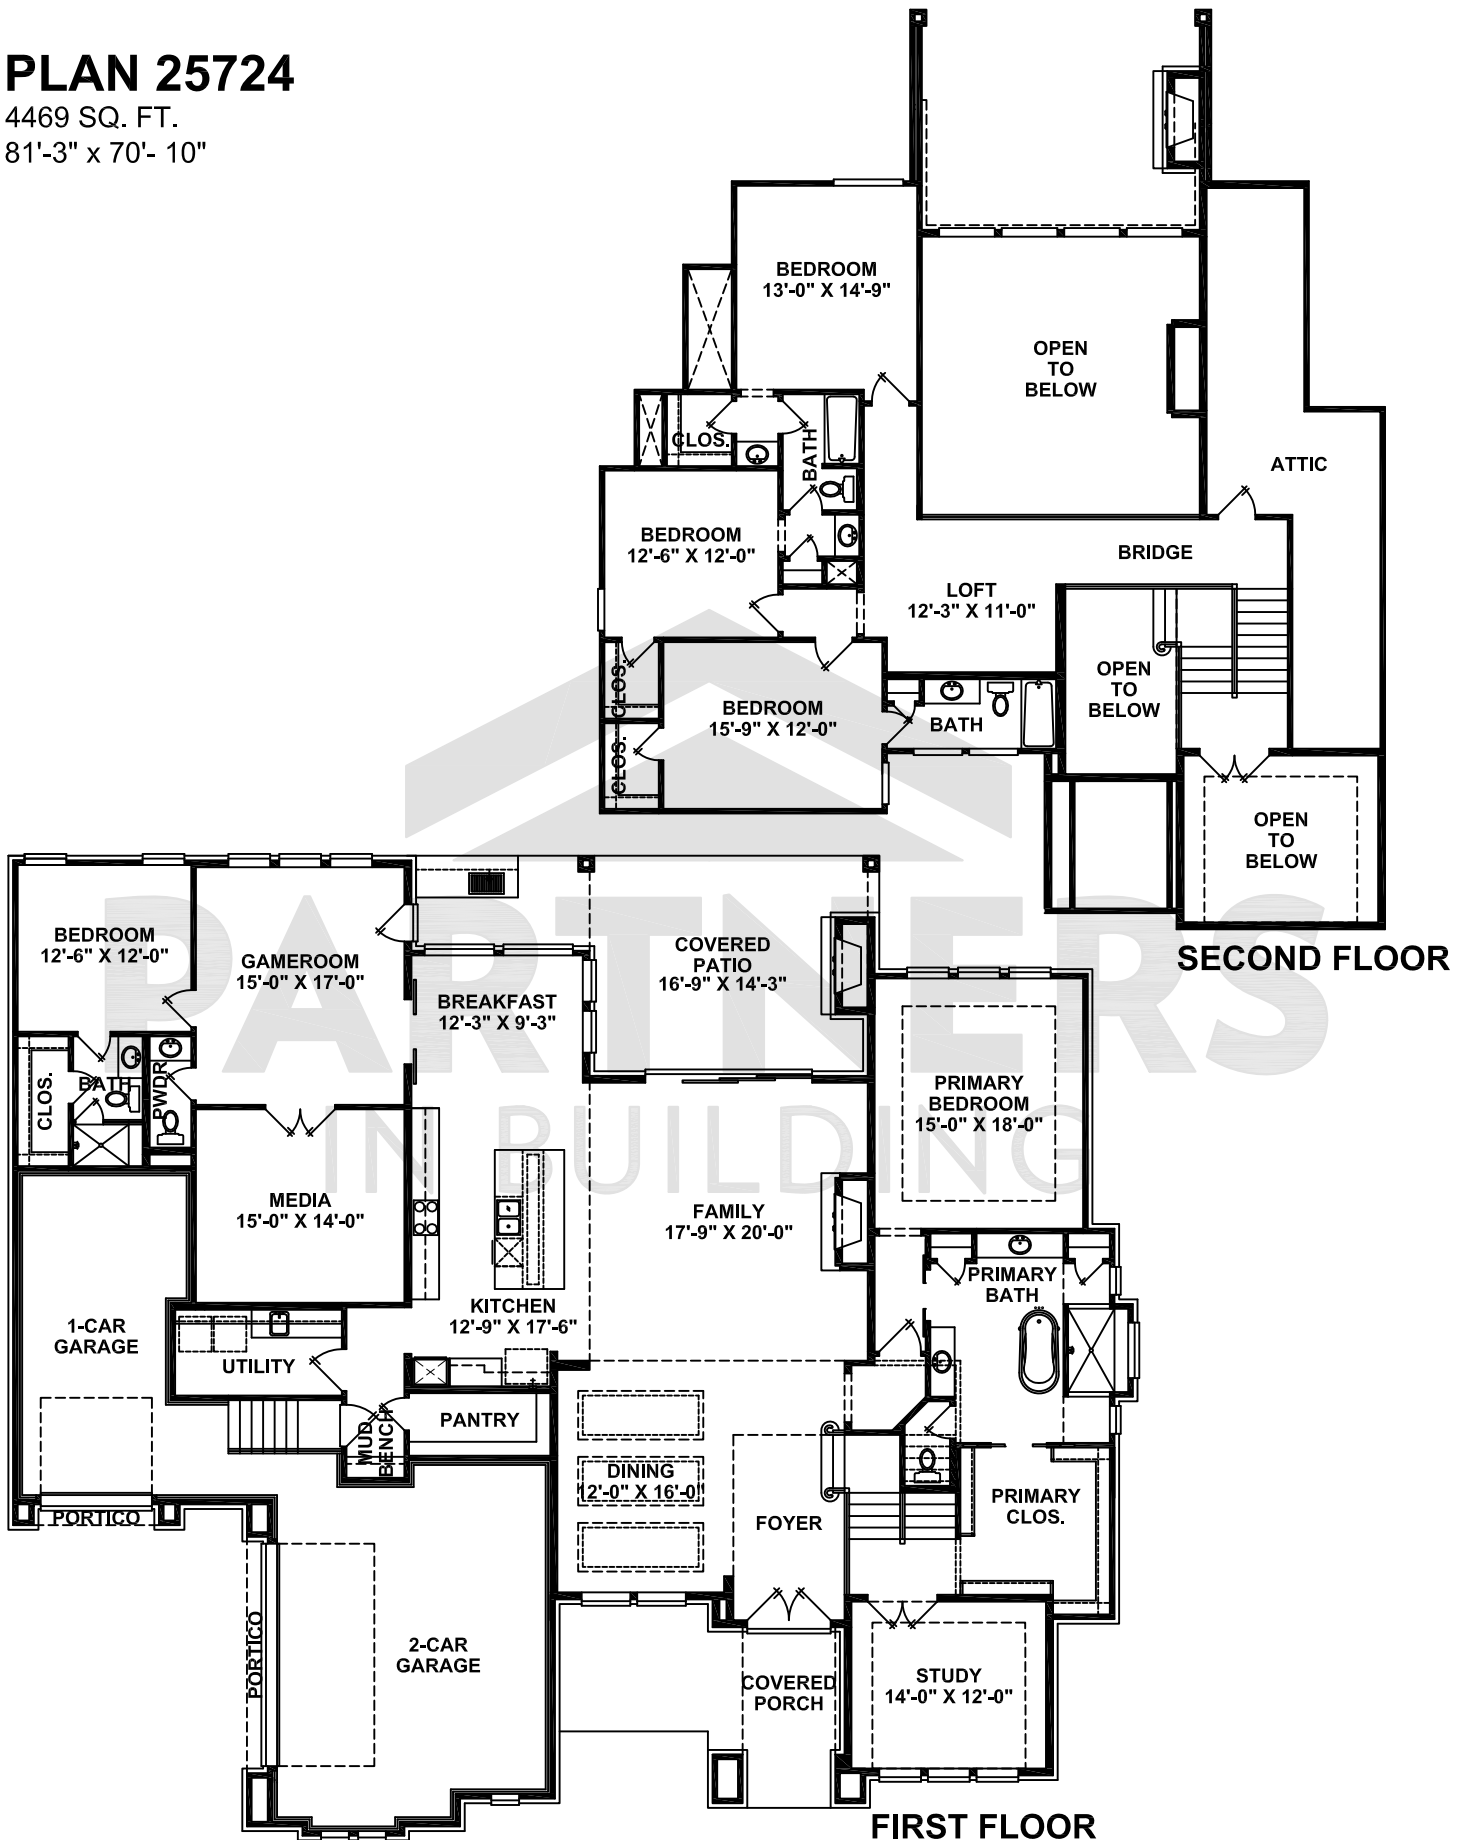 PLAN 25724
4469 SQ. FT.
81'-3" x 70'- 10"
BEDROOM
13'-0" X 14'-9"
OPEN
TO
BELOW
CLOS.
BATH
ATTIC
BEDROOM
12'-6" X 12'-0"
BRIDGE
LOFT
12'-3" X 11'-0"
CLOS.
OPEN
TO
BELOW
BEDROOM
15'-9" X 12'-0"
BATH
CLOS.
OPEN
TO
BELOW
SECOND FLOOR
PARTNERS
IN BUILDING
BEDROOM
12'-6" X 12'-0"
GAMEROOM
15'-0" X 17'-0"
COVERED
PATIO
16'-9" X 14'-3"
BREAKFAST
12'-3" X 9'-3"
CLOS.
BATH
PWDR
PRIMARY
BEDROOM
15'-0" X 18'-0"
MEDIA
15'-0" X 14'-0"
FAMILY
17'-9" X 20'-0"
PRIMARY
BATH
KITCHEN
12'-9" X 17'-6"
1-CAR
GARAGE
UTILITY
MUD
BENCH
PANTRY
DINING
12'-0" X 16'-0"
FOYER
PRIMARY
CLOS.
PORTICO
PORTICO
2-CAR
GARAGE
COVERED
PORCH
STUDY
14'-0" X 12'-0"
FIRST FLOOR